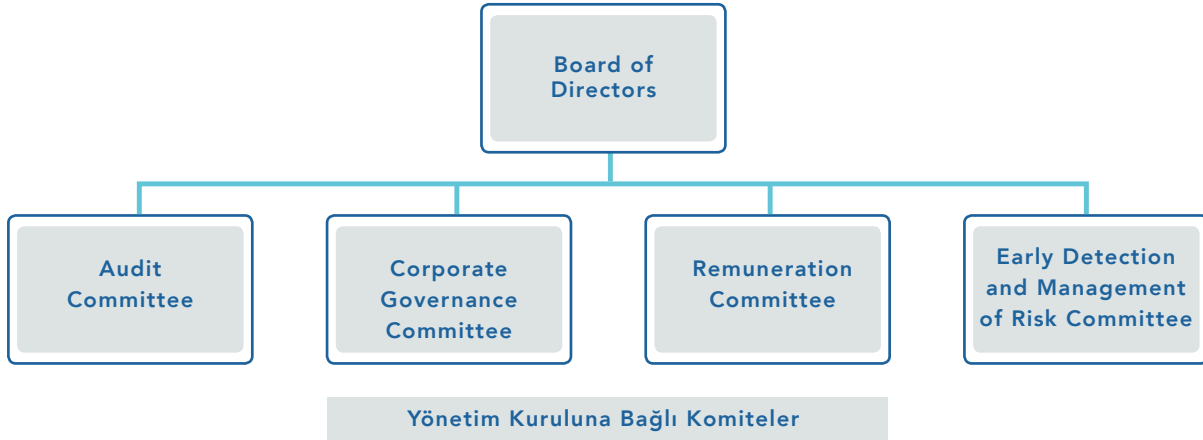 Board of
Directors
Audit
Committee
Corporate
Governance
Committee
Remuneration
Committee
Early Detection
and Management
of Risk Committee
Yönetim Kuruluna Bağlı Komiteler